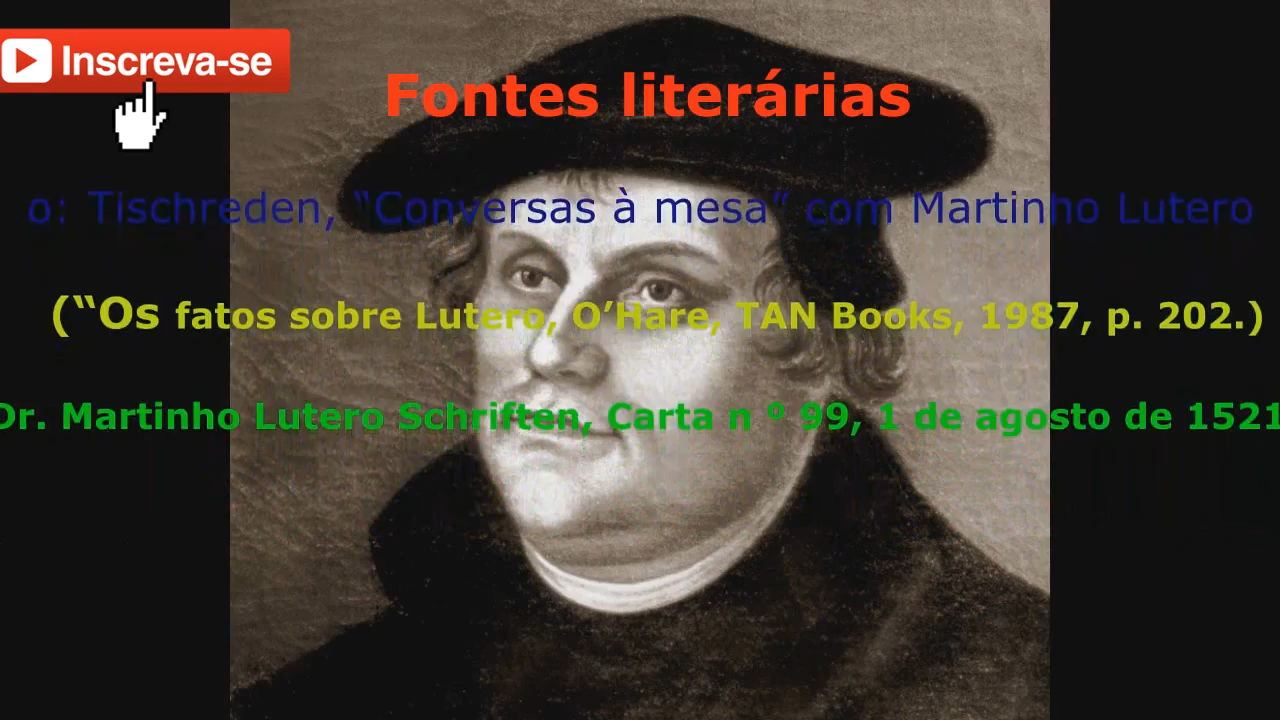 Inscreva-se
Fontes literárias
o: Tischreden, “Conversas à mesa” com Martinho Lutero
(“Os fatos sobre Lutero, O’Hare, TAN Books, 1987, p. 202.)
Dr. Martinho Lutero Schriften, Carta n º 99, 1 de agosto de 1521